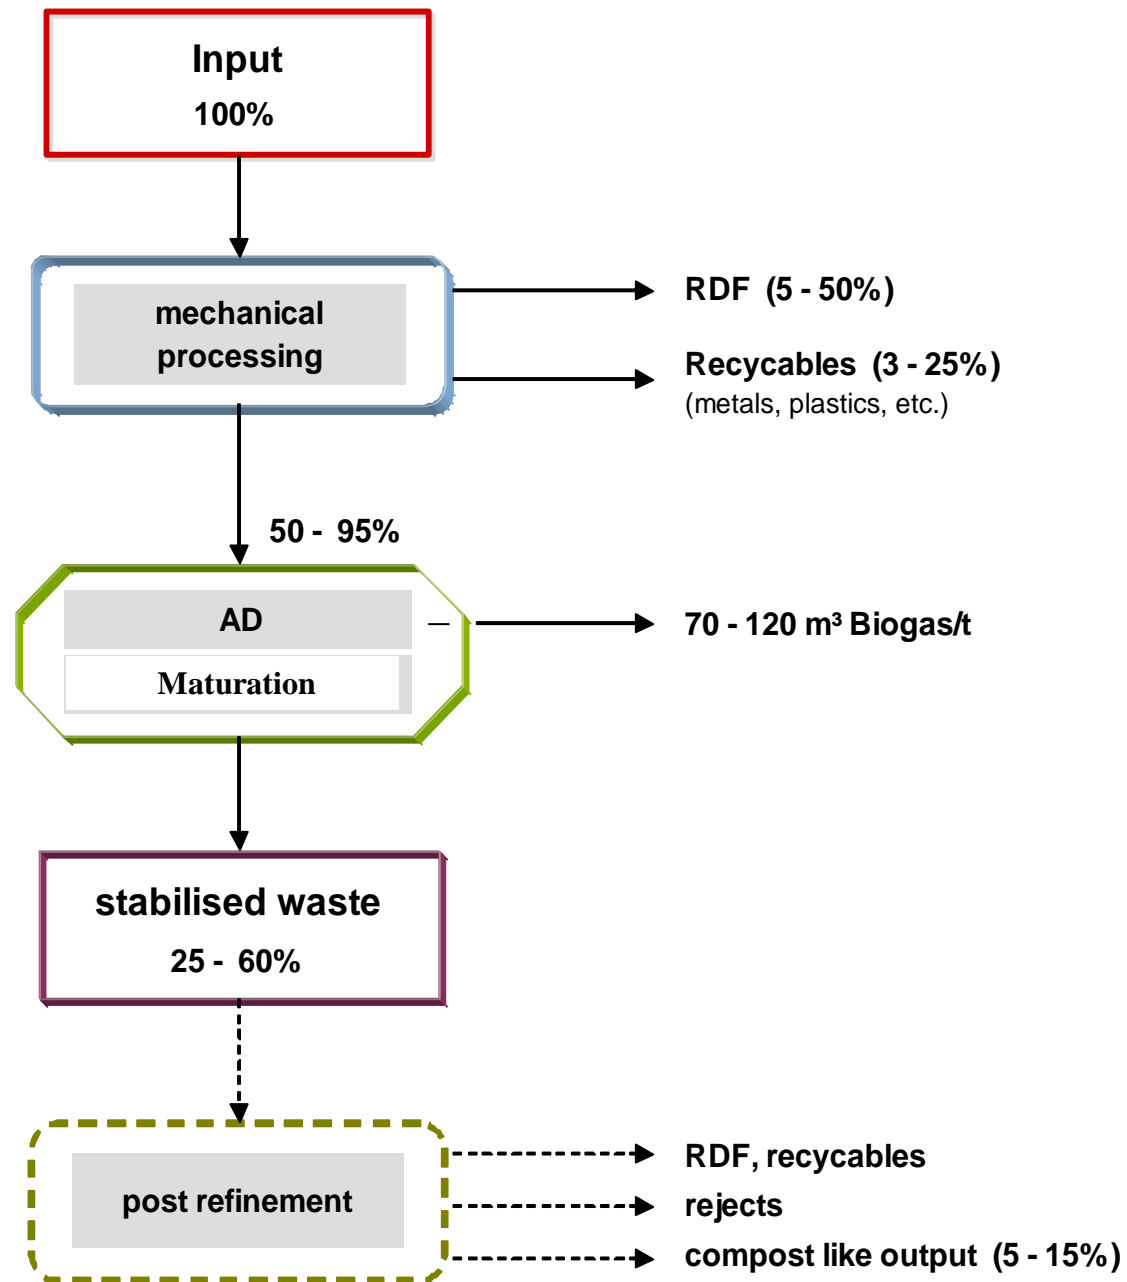 Input
100%
mechanical
processing
RDF (5 - 50%)
Recycables (3 - 25%)
(metals, plastics, etc.)
50 - 95%
AD
70 - 120 m³ Biogas/t
Maturation
stabilised waste
25 - 60%
post refinement
RDF, recycables
rejects
compost like output (5 - 15%)